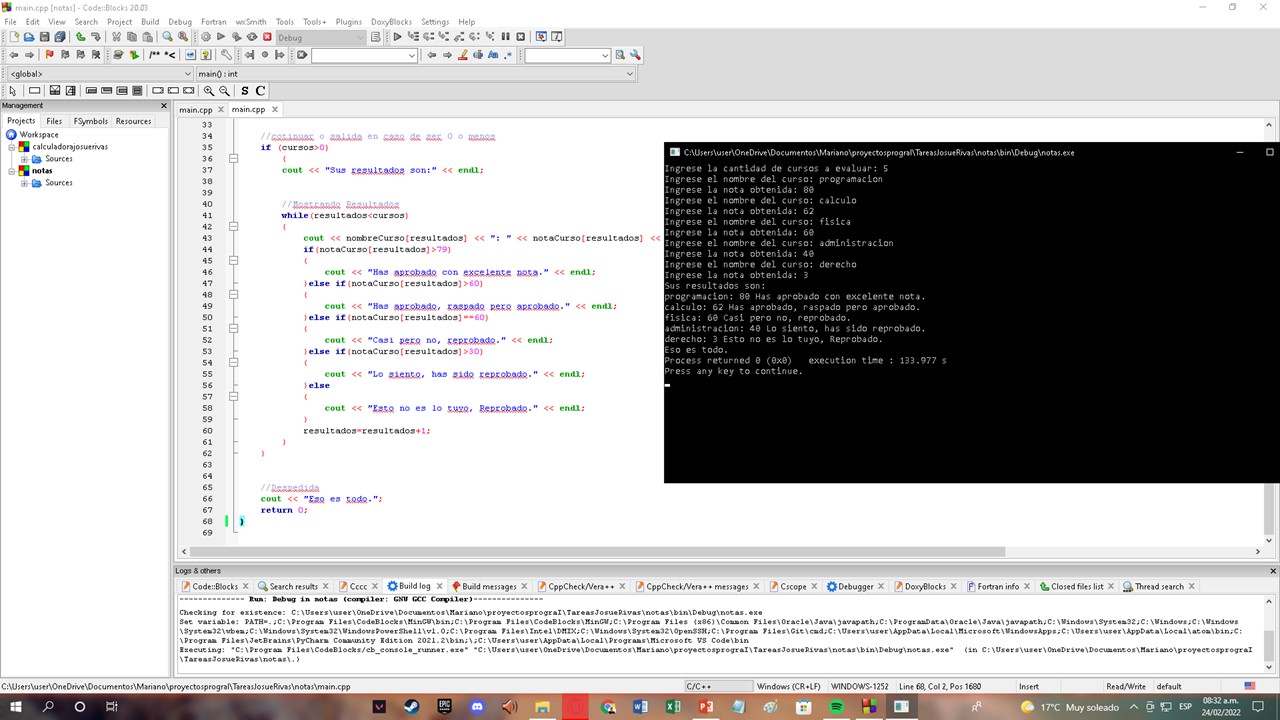 main.cpp [notas] - Code::Blocks 20.03
File Edit View Search Project Build Debug Fortran wxSmith Tools Tools+ Plugins DoxyBlocks Settings Help
Debug
/** *<
<global>
main() : int
S C
Management
Projects Files FSymbols Resources
Workspace
calculadorajosuerivas
Sources
notas
Sources
main.cpp
main.cpp
33
34 //cotinuar o salida en caso de ser 0 o menos
35 if (cursos>0)
36 {
37 cout << "Sus resultados son:" << endl;
38
39
40 //Mostrando Resultados
41 while(resultados<cursos)
42 {
43 cout << nombreCurso[resultados] << ": " << notaCurso[resultados] <<
44 if(notaCurso[resultados]>79)
45 {
46 cout << "Has aprobado con excelente nota." << endl;
47 }else if(notaCurso[resultados]>60)
48 {
49 cout << "Has aprobado, raspado pero aprobado." << endl;
50 }else if(notaCurso[resultados]==60)
51 {
52 cout << "Casi pero no, reprobado." << endl;
53 }else if(notaCurso[resultados]>30)
54 {
55 cout << "Lo siento, has sido reprobado." << endl;
56 }else
57 {
58 cout << "Esto no es lo tuyo, Reprobado." << endl;
59 }
60 resultados=resultados+1;
61 }
62 }
63
64
65 //Despedida
66 cout << "Eso es todo.";
67 return 0;
68 }
69
C:\Users\user\OneDrive\Documentos\Mariano\proyectosprograI\TareasJosueRivas\notas\bin\Debug\notas.exe
Ingrese la cantidad de cursos a evaluar: 5
Ingrese el nombre del curso: programacion
Ingrese la nota obtenida: 80
Ingrese el nombre del curso: calculo
Ingrese la nota obtenida: 62
Ingrese el nombre del curso: fisica
Ingrese la nota obtenida: 60
Ingrese el nombre del curso: administracion
Ingrese la nota obtenida: 40
Ingrese el nombre del curso: derecho
Ingrese la nota obtenida: 3
Sus resultados son:
programacion: 80 Has aprobado con excelente nota.
calculo: 62 Has aprobado, raspado pero aprobado.
fisica: 60 Casi pero no, reprobado.
administracion: 40 Lo siento, has sido reprobado.
derecho: 3 Esto no es lo tuyo, Reprobado.
Eso es todo.
Process returned 0 (0x0) execution time : 133.977 s
Press any key to continue.
Logs & others
Code::Blocks Search results Cccc Build log Build messages CppCheck/Vera++ CppCheck/Vera++ messages Cscope Debugger DoxyBlocks Fortran info Closed files list Thread search
-------------- Run: Debug in notas (compiler: GNU GCC Compiler)---------------
Checking for existence: C:\Users\user\OneDrive\Documentos\Mariano\proyectosprograI\TareasJosueRivas\notas\bin\Debug\notas.exe
Set variable: PATH=.;C:\Program Files\CodeBlocks\MinGW\bin;C:\Program Files\CodeBlocks\MinGW;C:\Program Files (x86)\Common Files\Oracle\Java\javapath;C:\ProgramData\Oracle\Java\javapath;C:\Windows\System32;C:\Windows;C:\Windows
\System32\wbem;C:\Windows\System32\WindowsPowerShell\v1.0;C:\Program Files\Intel\DMIX;C:\Windows\System32\OpenSSH;C:\Program Files\Git\cmd;C:\Users\user\AppData\Local\Microsoft\WindowsApps;C:\Users\user\AppData\Local\atom\bin;C:
\Program Files\JetBrains\PyCharm Community Edition 2021.2\bin;\;C:\Users\user\AppData\Local\Programs\Microsoft VS Code\bin
Executing: "C:\Program Files\CodeBlocks/cb_console_runner.exe" "C:\Users\user\OneDrive\Documentos\Mariano\proyectosprograI\TareasJosueRivas\notas\bin\Debug\notas.exe" (in C:\Users\user\OneDrive\Documentos\Mariano\proyectosprograI
\TareasJosueRivas\notas\.)
C:\Users\user\OneDrive\Documentos\Mariano\proyectosprograI\TareasJosueRivas\notas\main.cpp C/C++ Windows (CR+LF) WINDOWS-1252 Line 68, Col 2, Pos 1680 Insert Read/Write default
17°C Muy soleado ESP 08:32 a.m.
24/02/2022